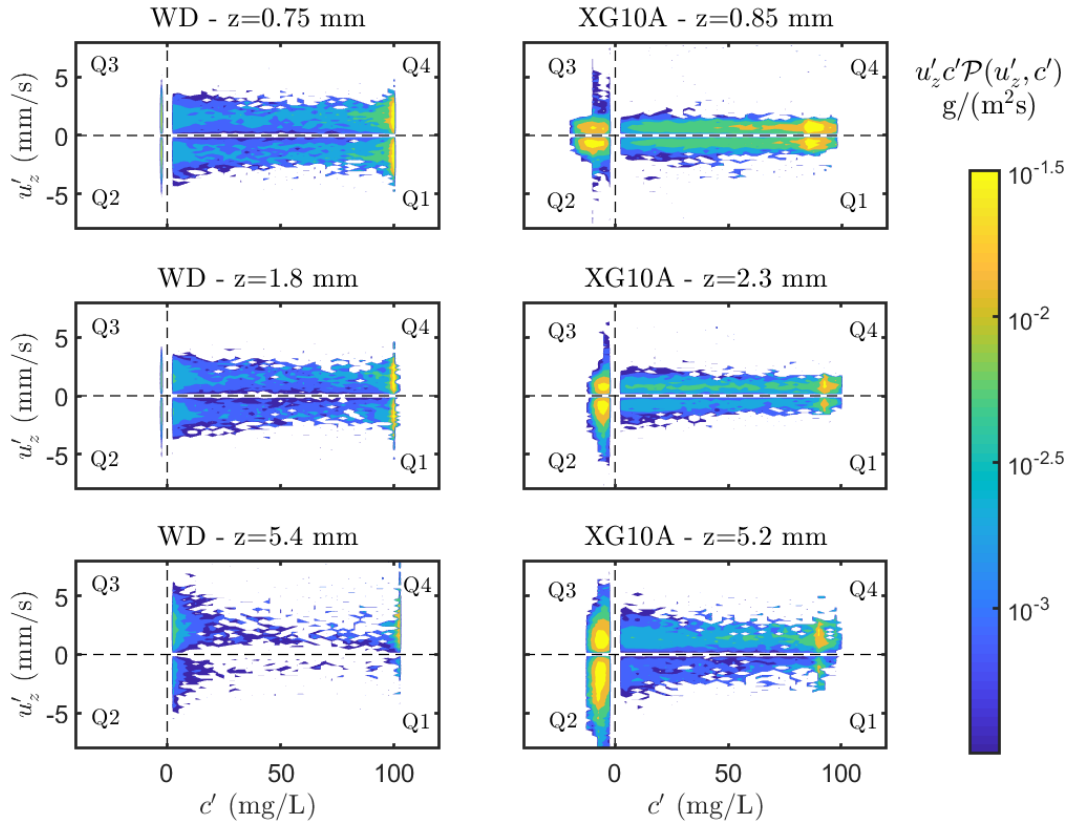 WD - z=0.75 mm
XG10A - z=0.85 mm
u′z c′P(u′z, c′)
g/(m²s)
u′z (mm/s)
5
0
-5
Q3
Q4
Q2
Q1
Q3
Q4
Q2
Q1
WD - z=1.8 mm
XG10A - z=2.3 mm
u′z (mm/s)
5
0
-5
Q3
Q4
Q2
Q1
Q3
Q4
Q2
Q1
WD - z=5.4 mm
XG10A - z=5.2 mm
u′z (mm/s)
5
0
-5
Q3
Q4
Q2
Q1
Q3
Q4
Q2
Q1
0 50 100
0 50 100
c′ (mg/L)
c′ (mg/L)
10^-1.5
10^-2
10^-2.5
10^-3